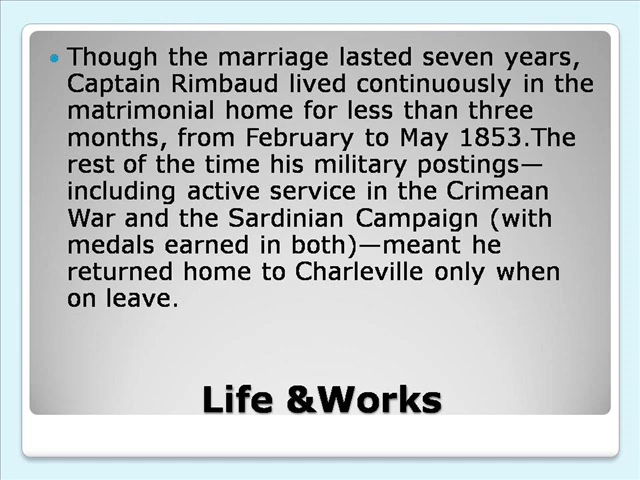 Though the marriage lasted seven years,
Captain Rimbaud lived continuously in the
matrimonial home for less than three
months, from February to May 1853.The
rest of the time his military postings—
including active service in the Crimean
War and the Sardinian Campaign (with
medals earned in both)—meant he
returned home to Charleville only when
on leave.
Life &Works